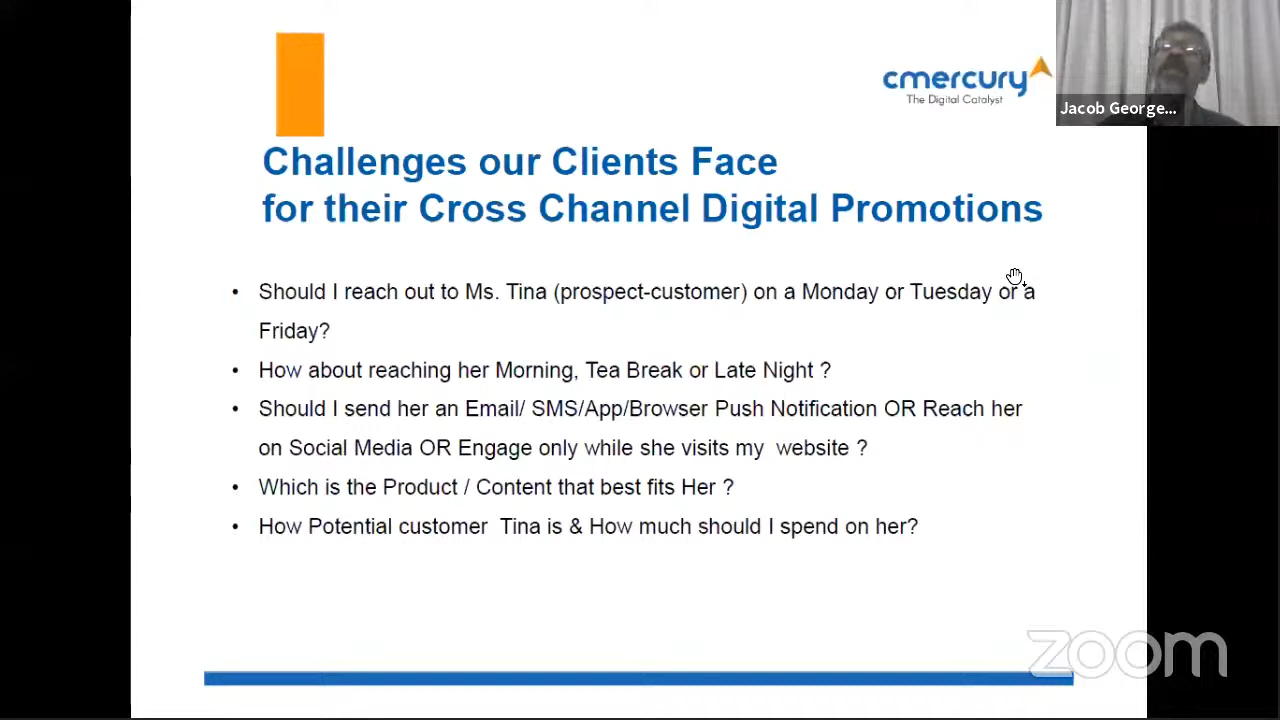 cmercury
The Digital Catalyst
Jacob George...
Challenges our Clients Face
for their Cross Channel Digital Promotions
• Should I reach out to Ms. Tina (prospect-customer) on a Monday or Tuesday or a
Friday?
• How about reaching her Morning, Tea Break or Late Night ?
• Should I send her an Email/ SMS/App/Browser Push Notification OR Reach her
on Social Media OR Engage only while she visits my website ?
• Which is the Product / Content that best fits Her ?
• How Potential customer Tina is & How much should I spend on her?
zoom